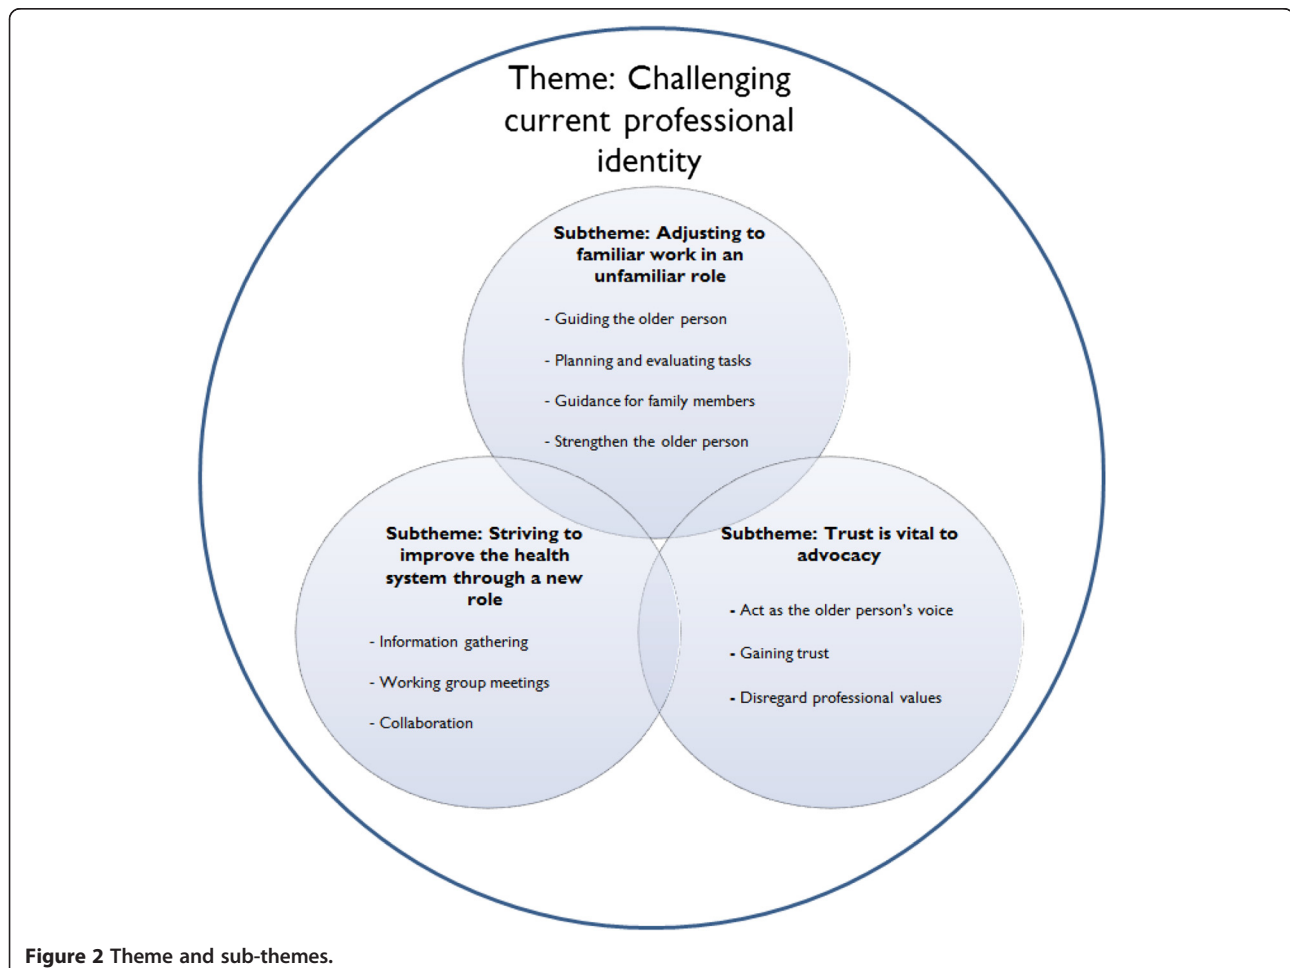 Theme: Challenging
current professional
identity
Subtheme: Adjusting to
familiar work in an
unfamiliar role
- Guiding the older person
- Planning and evaluating tasks
- Guidance for family members
- Strengthen the older person
Subtheme: Striving to
improve the health
system through a new
role
- Information gathering
- Working group meetings
- Collaboration
Subtheme: Trust is vital to
advocacy
- Act as the older person's voice
- Gaining trust
- Disregard professional values
Figure 2 Theme and sub-themes.